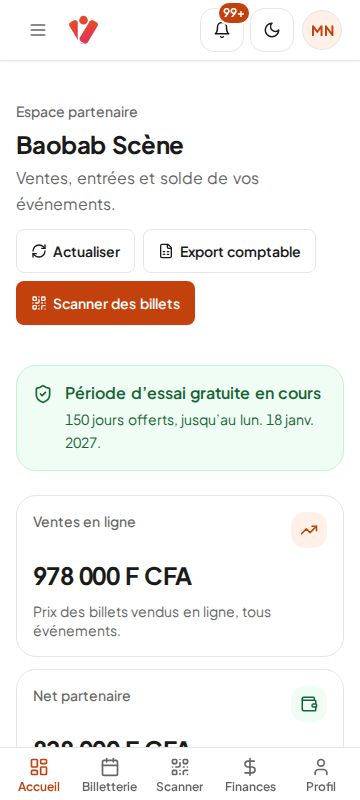 99+
MN
Espace partenaire
Baobab Scène
Ventes, entrées et solde de vos
événements.
Actualiser
Export comptable
Scanner des billets
Période d'essai gratuite en cours
150 jours offerts, jusqu'au lun. 18 janv.
2027.
Ventes en ligne
978 000 F CFA
Prix des billets vendus en ligne, tous
événements.
Net partenaire
Accueil
Billetterie
Scanner
Finances
Profil